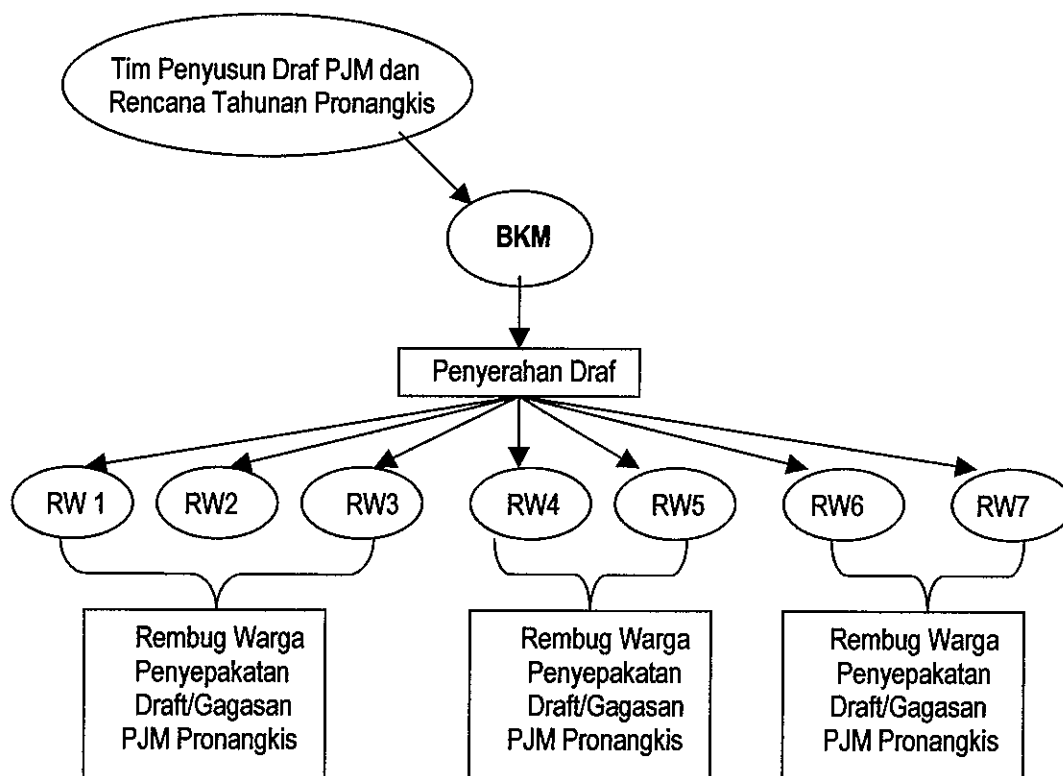 Tim Penyusun Draf PJM dan
Rencana Tahunan Pronangkis
BKM
Penyerahan Draf
RW 1
RW2
RW3
RW4
RW5
RW6
RW7
Rembug Warga
Penyepakatan
Draft/Gagasan
PJM Pronangkis
Rembug Warga
Penyepakatan
Draft/Gagasan
PJM Pronangkis
Rembug Warga
Penyepakatan
Draft/Gagasan
PJM Pronangkis